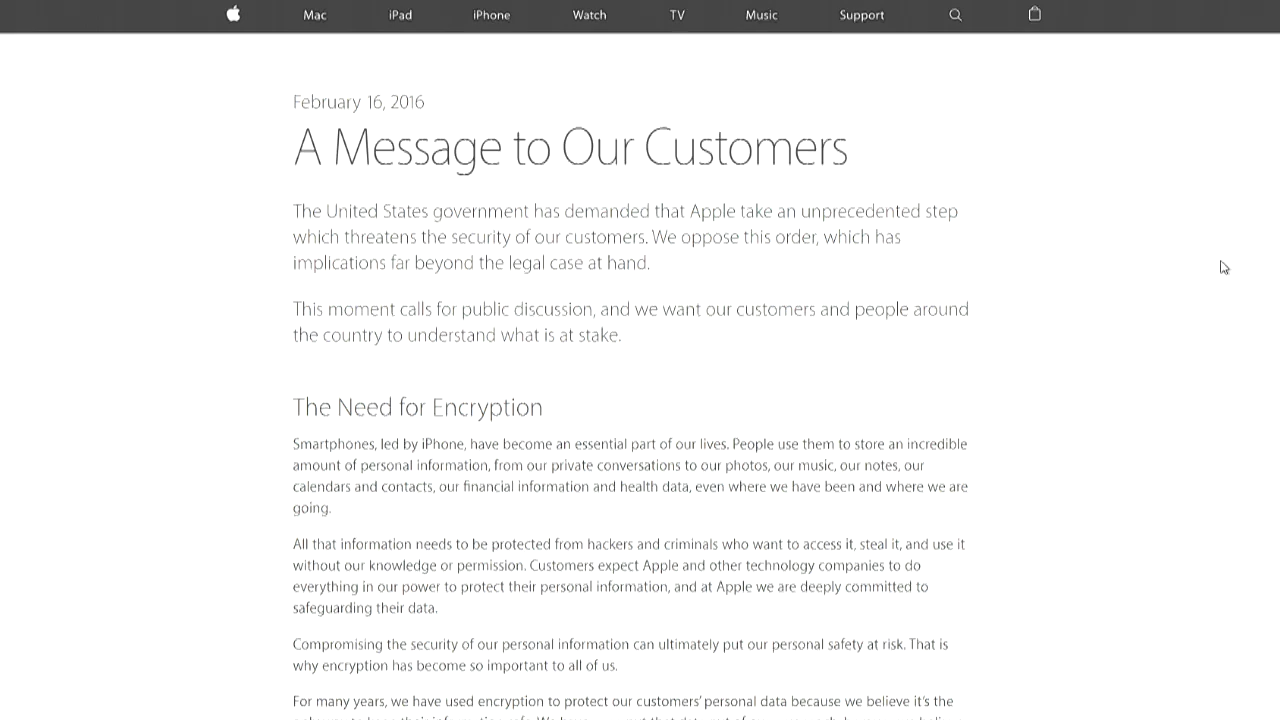 Mac iPad iPhone Watch TV Music Support
February 16, 2016
A Message to Our Customers
The United States government has demanded that Apple take an unprecedented step
which threatens the security of our customers. We oppose this order, which has
implications far beyond the legal case at hand.
This moment calls for public discussion, and we want our customers and people around
the country to understand what is at stake.
The Need for Encryption
Smartphones, led by iPhone, have become an essential part of our lives. People use them to store an incredible
amount of personal information, from our private conversations to our photos, our music, our notes, our
calendars and contacts, our financial information and health data, even where we have been and where we are
going.
All that information needs to be protected from hackers and criminals who want to access it, steal it, and use it
without our knowledge or permission. Customers expect Apple and other technology companies to do
everything in our power to protect their personal information, and at Apple we are deeply committed to
safeguarding their data.
Compromising the security of our personal information can ultimately put our personal safety at risk. That is
why encryption has become so important to all of us.
For many years, we have used encryption to protect our customers’ personal data because we believe it’s the